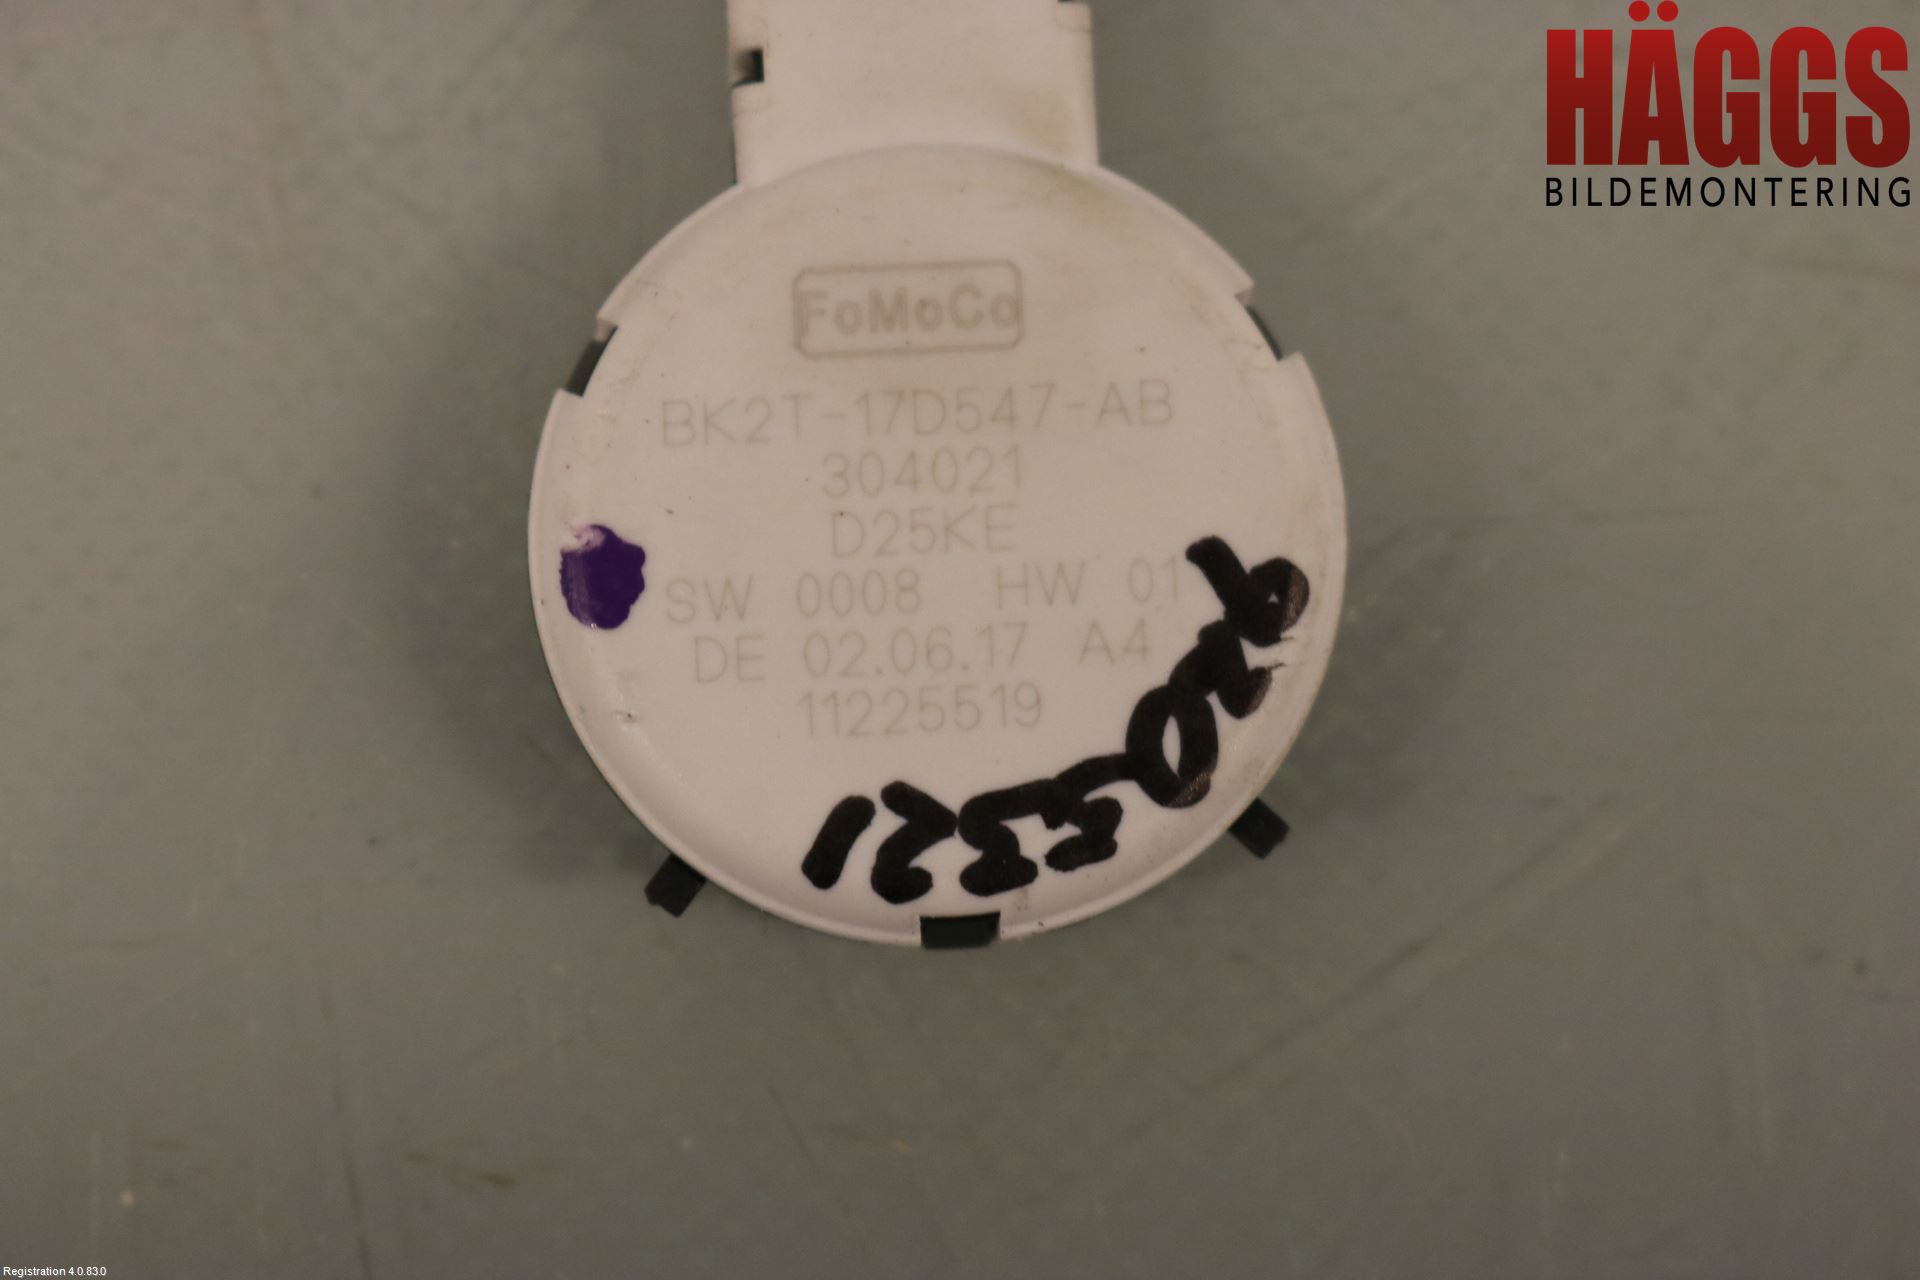 HÄGGS
BILDEMONTERING
FoMoCo
BK2T-17D547-AB
304021
D25KE
SW 0008 HW 01
DE 02.06.17 A4
11225519
Registration 4.0.83.0